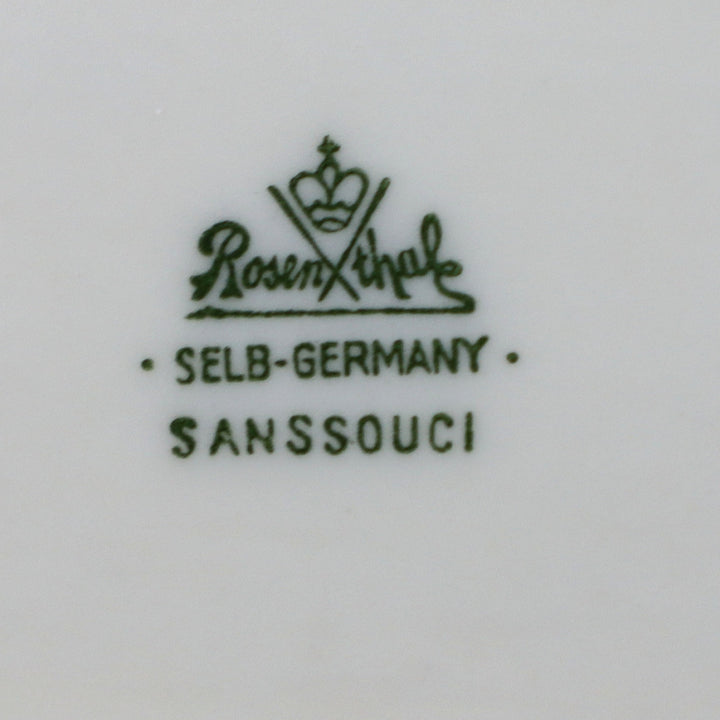 Rosenthal
· SELB-GERMANY ·
SANSSOUCI